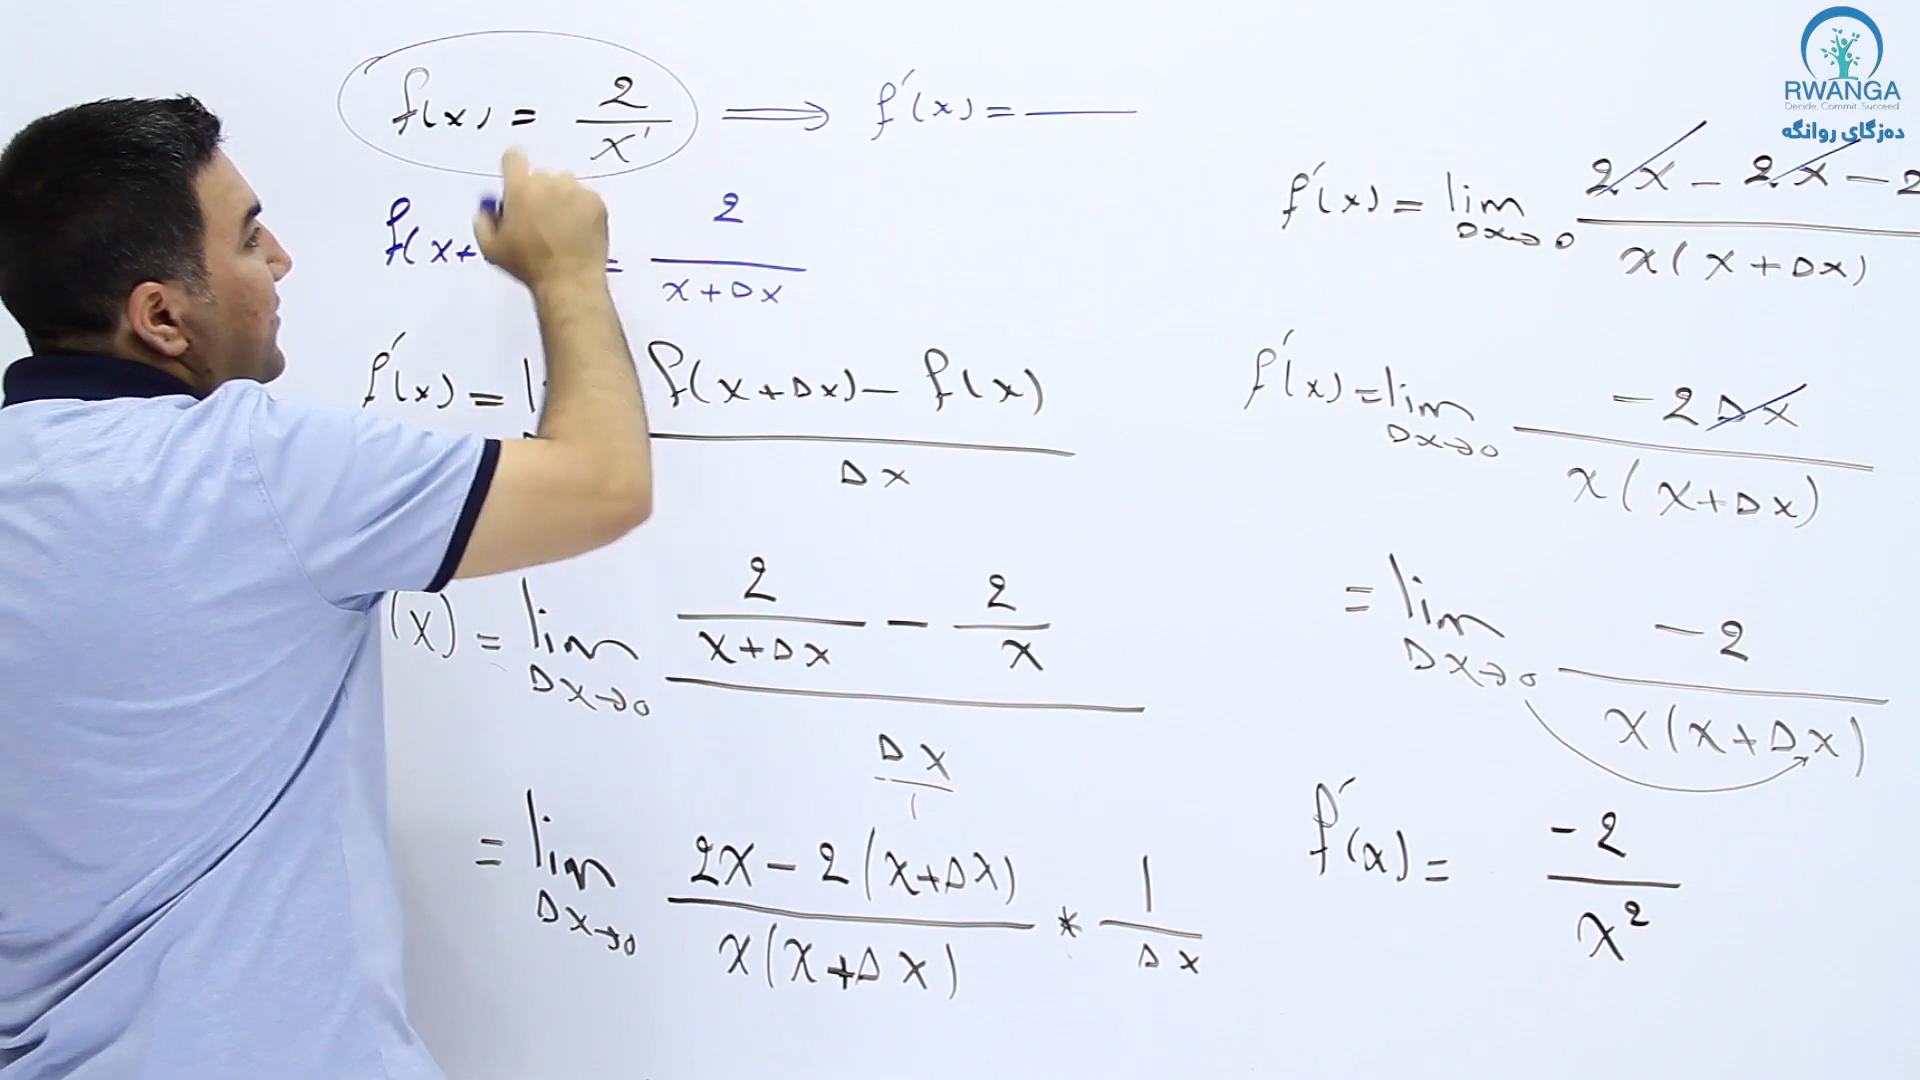 f(x) = 2/x' ⟹ f'(x) = ——
f(x+ = 2/(x+Δx)
f'(x) = li f(x+Δx) - f(x) / Δx
(x) = lim Δx→0 (2/(x+Δx) - 2/x) / (Δx/1)
= lim Δx→0 2x-2(x+Δx) / x(x+Δx) * 1/Δx
f'(x) = lim Δx→0 2x - 2x - 2 / x(x+Δx)
f'(x) = lim Δx→0 -2Δx / x(x+Δx)
= lim Δx→0 -2 / x(x+Δx)
f'(x) = -2/x²
RWANGA
Decide. Commit. Succeed
دەزگای روانگە